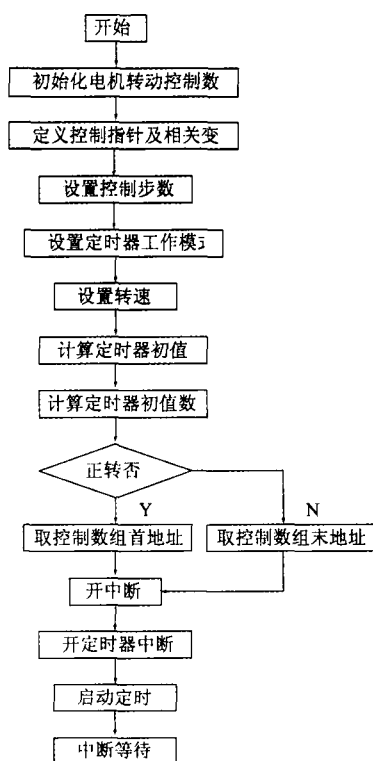 开始
初始化电机转动控制数
定义控制指针及相关变
设置控制步数
设置定时器工作模式
设置转速
计算定时器初值
计算定时器初值数
正转否
Y
N
取控制数组首地址
取控制数组末地址
开中断
开定时器中断
启动定时
中断等待